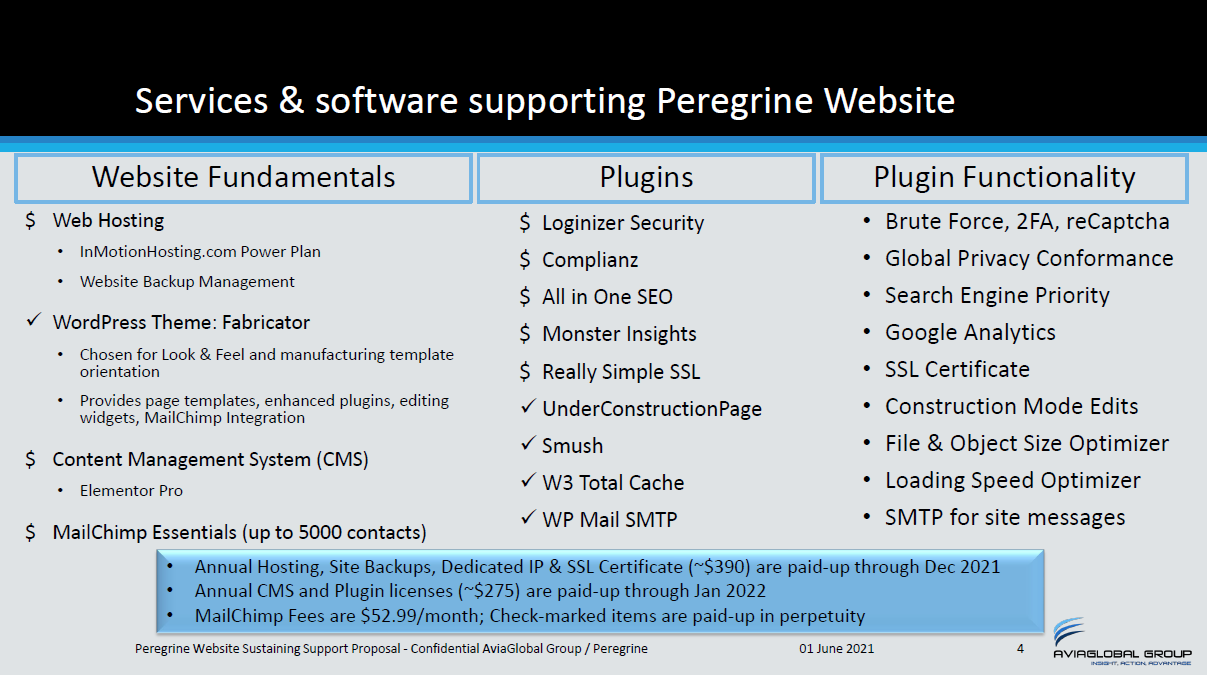 Services & software supporting Peregrine Website
Website Fundamentals
$ Web Hosting
• InMotionHosting.com Power Plan
• Website Backup Management
✓ WordPress Theme: Fabricator
• Chosen for Look & Feel and manufacturing template
orientation
• Provides page templates, enhanced plugins, editing
widgets, MailChimp Integration
$ Content Management System (CMS)
• Elementor Pro
$ MailChimp Essentials (up to 5000 contacts)
Plugins
$ Loginizer Security
$ Complianz
$ All in One SEO
$ Monster Insights
$ Really Simple SSL
✓ UnderConstructionPage
✓ Smush
✓ W3 Total Cache
✓ WP Mail SMTP
Plugin Functionality
• Brute Force, 2FA, reCaptcha
• Global Privacy Conformance
• Search Engine Priority
• Google Analytics
• SSL Certificate
• Construction Mode Edits
• File & Object Size Optimizer
• Loading Speed Optimizer
• SMTP for site messages
• Annual Hosting, Site Backups, Dedicated IP & SSL Certificate (~$390) are paid-up through Dec 2021
• Annual CMS and Plugin licenses (~$275) are paid-up through Jan 2022
• MailChimp Fees are $52.99/month; Check-marked items are paid-up in perpetuity
Peregrine Website Sustaining Support Proposal - Confidential AviaGlobal Group / Peregrine
01 June 2021
4
AVIAGLOBAL GROUP
INSIGHT, ACTION, ADVANTAGE